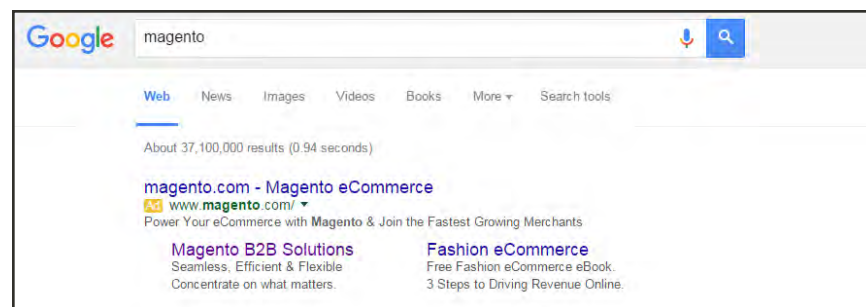 Google magento
Web News Images Videos Books More Search tools
About 37,100,000 results (0.94 seconds)
magento.com - Magento eCommerce
Ad www.magento.com/
Power Your eCommerce with Magento & Join the Fastest Growing Merchants
Magento B2B Solutions
Seamless, Efficient & Flexible
Concentrate on what matters.
Fashion eCommerce
Free Fashion eCommerce eBook.
3 Steps to Driving Revenue Online.